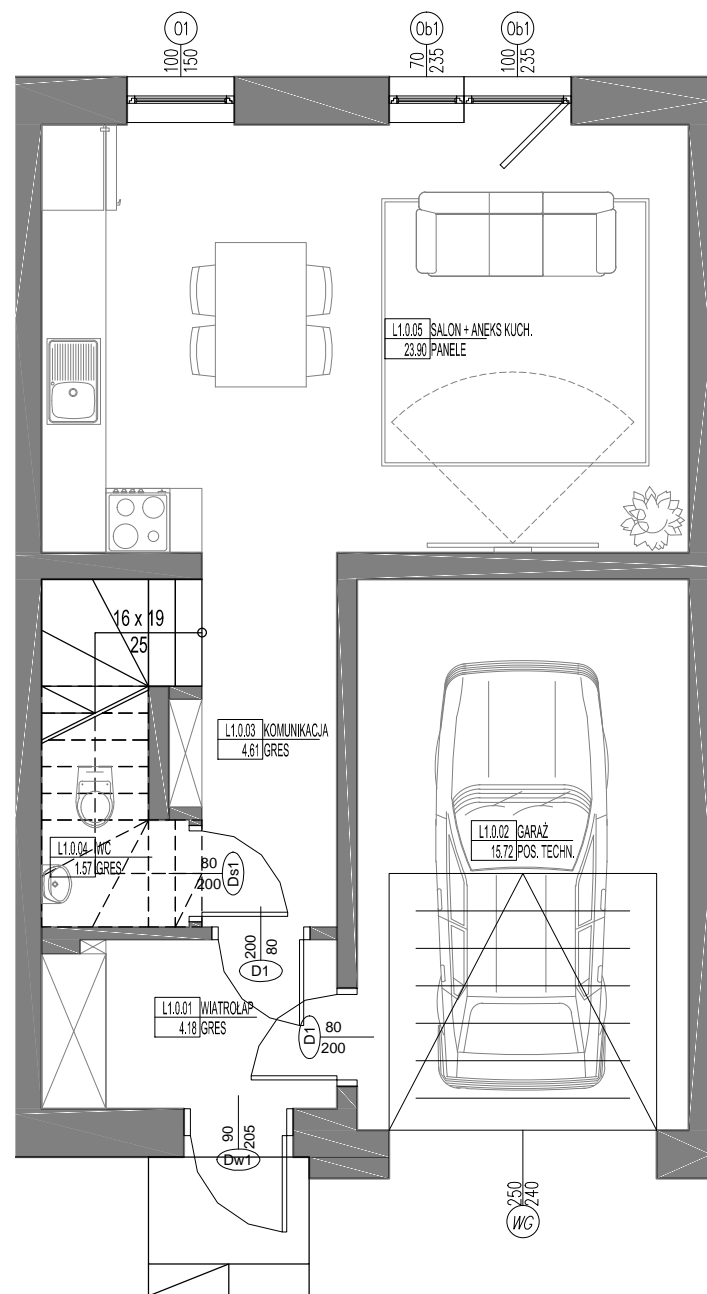 O1
100
150
Ob1
70
235
Ob1
100
235
L1.0.05 SALON + ANEKS KUCH.
23.90 PANELE
16 x 19
25
L1.0.03 KOMUNIKACJA
4.61 GRES
L1.0.02 GARAŻ
15.72 POS. TECHN.
L1.0.04 WC
1.57 GRES
80
200
Ds1
200
80
D1
L1.0.01 WIATROŁAP
4.18 GRES
D1
80
200
90
205
Dw1
250
240
WG